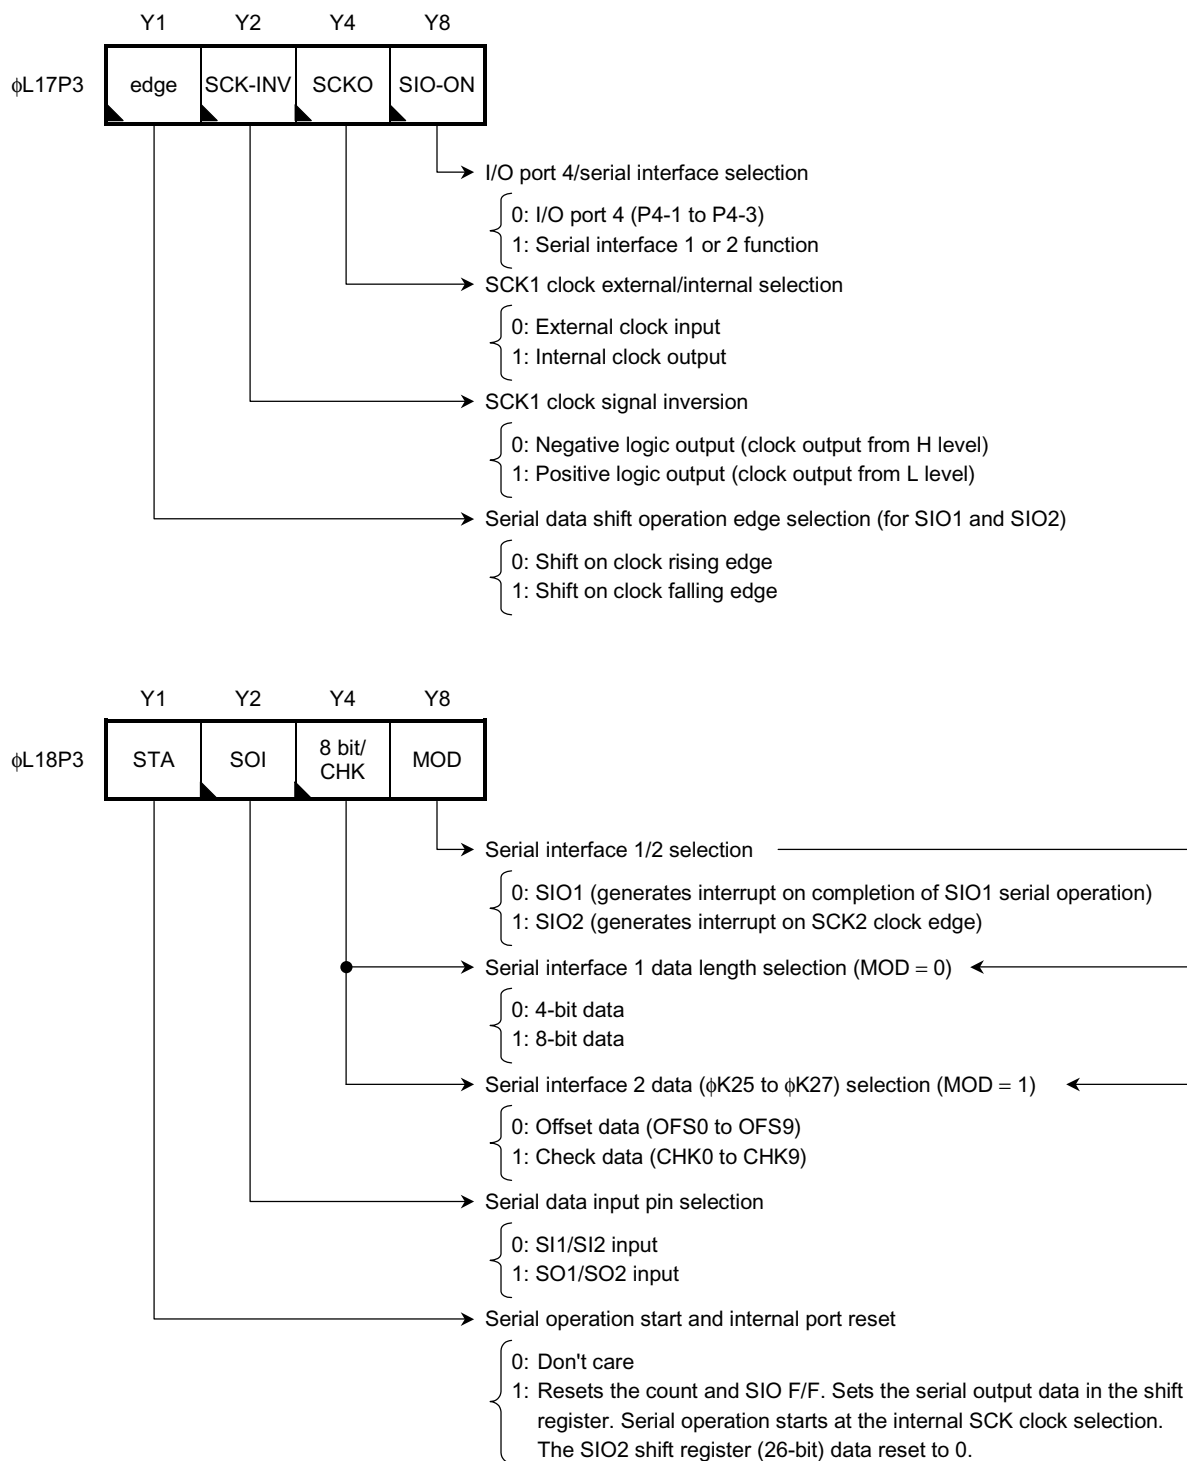 Y1 Y2 Y4 Y8
φL17P3 edge SCK-INV SCKO SIO-ON
I/O port 4/serial interface selection
0: I/O port 4 (P4-1 to P4-3)
1: Serial interface 1 or 2 function
SCK1 clock external/internal selection
0: External clock input
1: Internal clock output
SCK1 clock signal inversion
0: Negative logic output (clock output from H level)
1: Positive logic output (clock output from L level)
Serial data shift operation edge selection (for SIO1 and SIO2)
0: Shift on clock rising edge
1: Shift on clock falling edge
Y1 Y2 Y4 Y8
φL18P3 STA SOI 8 bit/ CHK MOD
Serial interface 1/2 selection
0: SIO1 (generates interrupt on completion of SIO1 serial operation)
1: SIO2 (generates interrupt on SCK2 clock edge)
Serial interface 1 data length selection (MOD = 0)
0: 4-bit data
1: 8-bit data
Serial interface 2 data (φK25 to φK27) selection (MOD = 1)
0: Offset data (OFS0 to OFS9)
1: Check data (CHK0 to CHK9)
Serial data input pin selection
0: SI1/SI2 input
1: SO1/SO2 input
Serial operation start and internal port reset
0: Don't care
1: Resets the count and SIO F/F. Sets the serial output data in the shift
register. Serial operation starts at the internal SCK clock selection.
The SIO2 shift register (26-bit) data reset to 0.